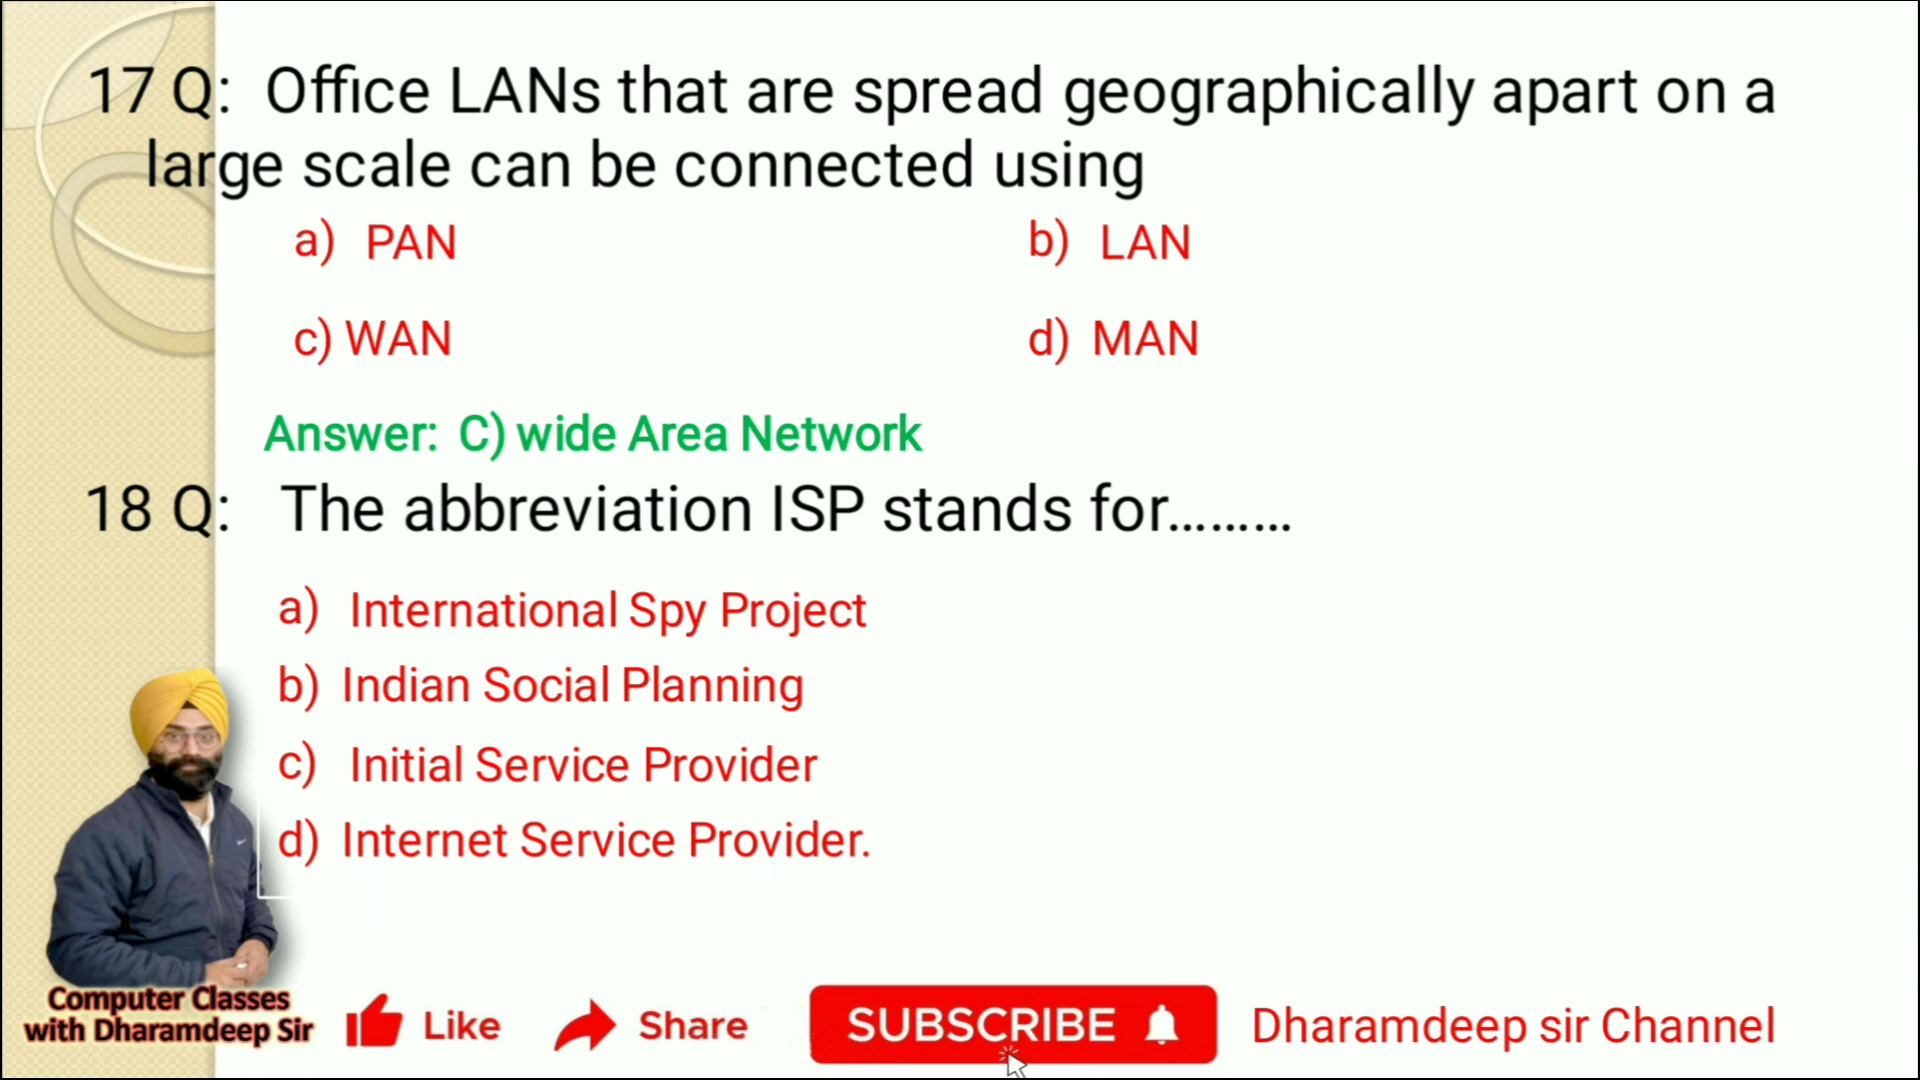 17 Q: Office LANs that are spread geographically apart on a
large scale can be connected using
a) PAN
b) LAN
c) WAN
d) MAN
Answer: C) wide Area Network
18 Q: The abbreviation ISP stands for.........
a) International Spy Project
b) Indian Social Planning
c) Initial Service Provider
d) Internet Service Provider.
Computer Classes
with Dharamdeep Sir
Like
Share
SUBSCRIBE
Dharamdeep sir Channel